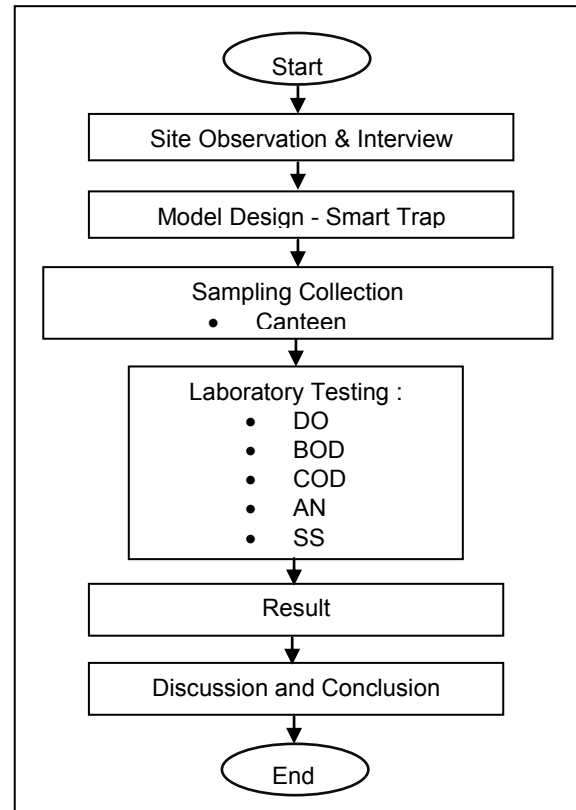 Start
Site Observation & Interview
Model Design - Smart Trap
Sampling Collection
• Canteen
Laboratory Testing :
• DO
• BOD
• COD
• AN
• SS
Result
Discussion and Conclusion
End